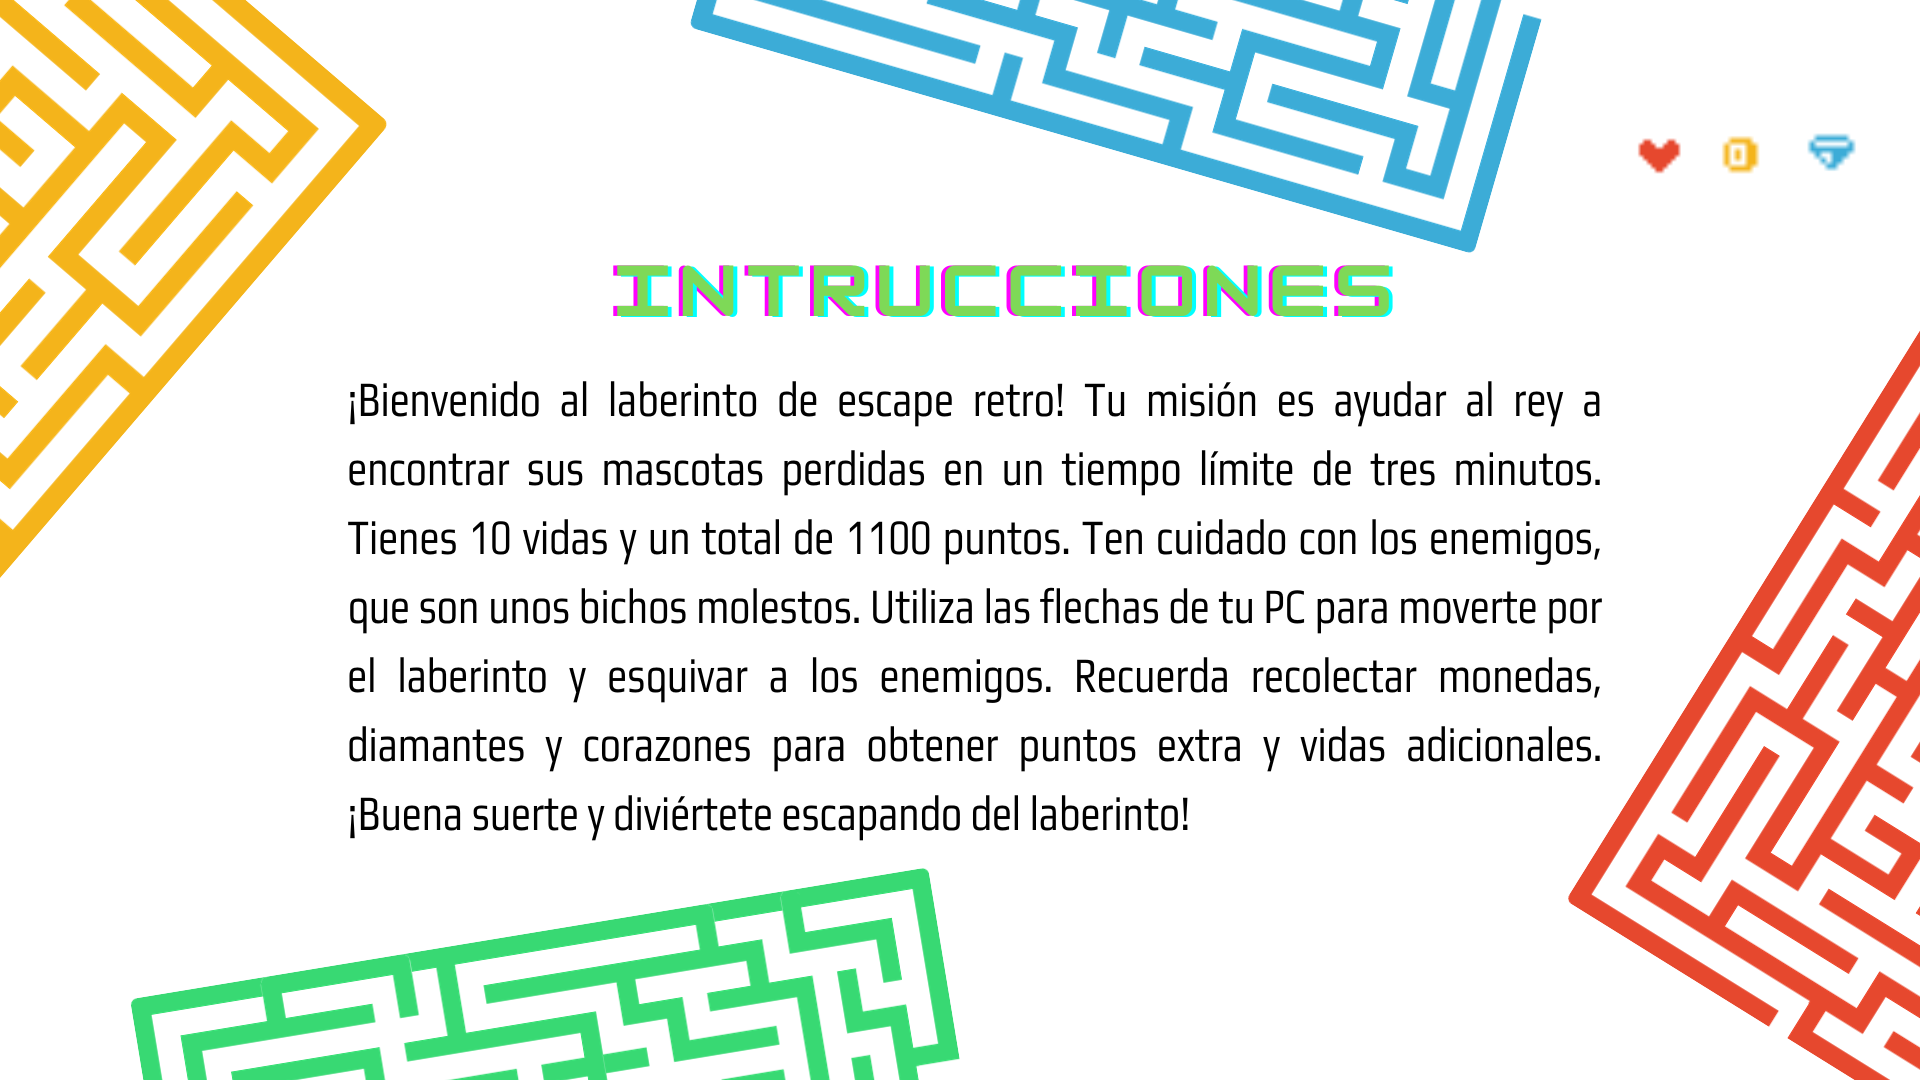 INTRUCCIONES
¡Bienvenido al laberinto de escape retro! Tu misión es ayudar al rey a
encontrar sus mascotas perdidas en un tiempo límite de tres minutos.
Tienes 10 vidas y un total de 1100 puntos. Ten cuidado con los enemigos,
que son unos bichos molestos. Utiliza las flechas de tu PC para moverte por
el laberinto y esquivar a los enemigos. Recuerda recolectar monedas,
diamantes y corazones para obtener puntos extra y vidas adicionales.
¡Buena suerte y diviértete escapando del laberinto!